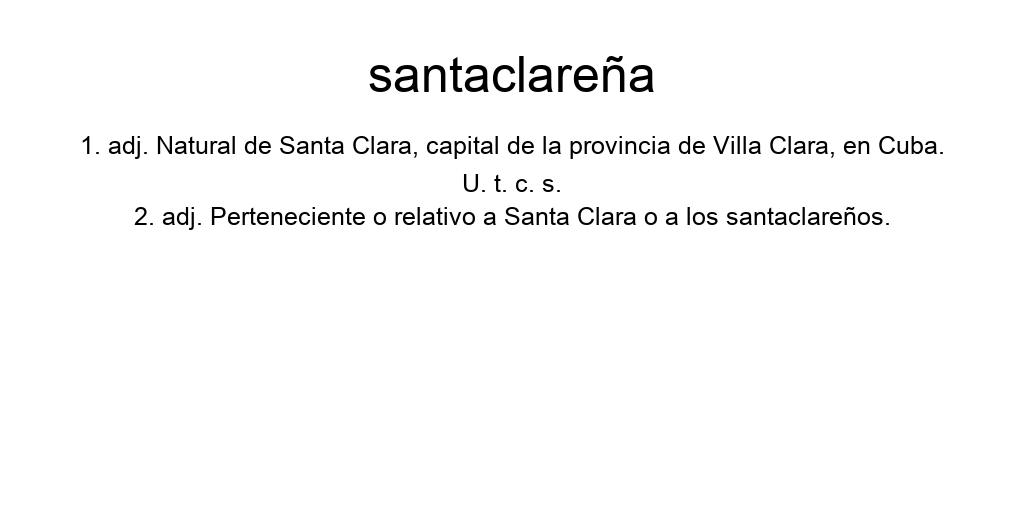 santaclareña
1. adj. Natural de Santa Clara, capital de la provincia de Villa Clara, en Cuba.
U. t. c. s.
2. adj. Perteneciente o relativo a Santa Clara o a los santaclareños.